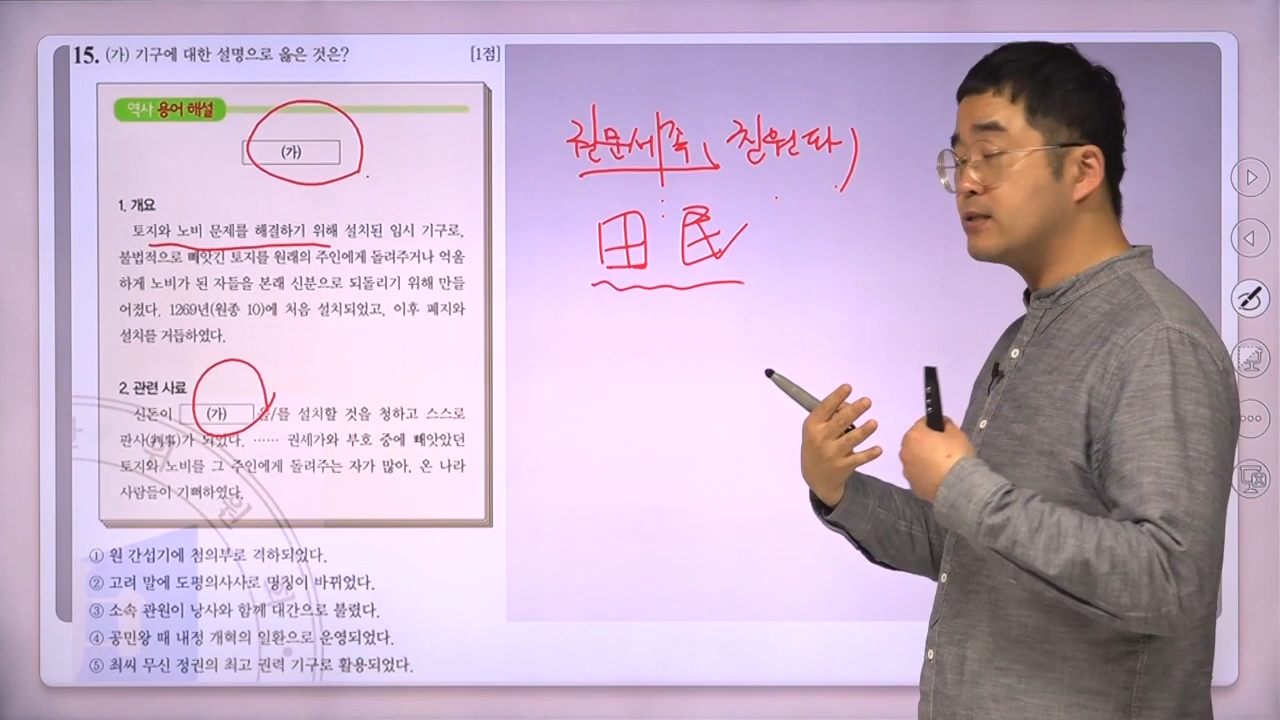 15. (가) 기구에 대한 설명으로 옳은 것은? [1점]
역사 용어 해설
(가)
1. 개요
토지와 노비 문제를 해결하기 위해 설치된 임시 기구로,
불법적으로 빼앗긴 토지를 원래의 주인에게 돌려주거나 억울
하게 노비가 된 자들을 본래 신분으로 되돌리기 위해 만들
어졌다. 1269년(원종 10)에 처음 설치되었고, 이후 폐지와
설치를 거듭하였다.
2. 관련 사료
신돈이 (가) 을/를 설치할 것을 청하고 스스로
판사(判事)가 되었다. …… 권세가와 부호 중에 빼앗았던
토지와 노비를 그 주인에게 돌려주는 자가 많아, 온 나라
사람들이 기뻐하였다.
① 원 간섭기에 첨의부로 격하되었다.
② 고려 말에 도평의사사로 명칭이 바뀌었다.
③ 소속 관원이 낭사와 함께 대간으로 불렸다.
④ 공민왕 때 내정 개혁의 일환으로 운영되었다.
⑤ 최씨 무신 정권의 최고 권력 기구로 활용되었다.
권문세족, 친원파)
田 民